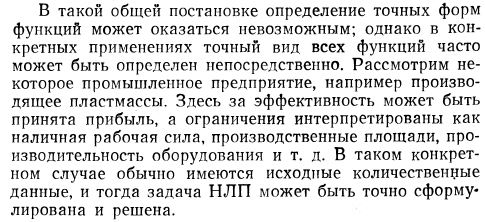 В такой общей постановке определение точных форм
функций может оказаться невозможным; однако в кон-
кретных применениях точный вид всех функций часто
может быть определен непосредственно. Рассмотрим не-
которое промышленное предприятие, например произво-
дящее пластмассы. Здесь за эффективность может быть
принята прибыль, а ограничения интерпретированы как
наличная рабочая сила, производственные площади, про-
изводительность оборудования и т. д. В таком конкрет-
ном случае обычно имеются исходные количественные
данные, и тогда задача НЛП может быть точно сформу-
лирована и решена.